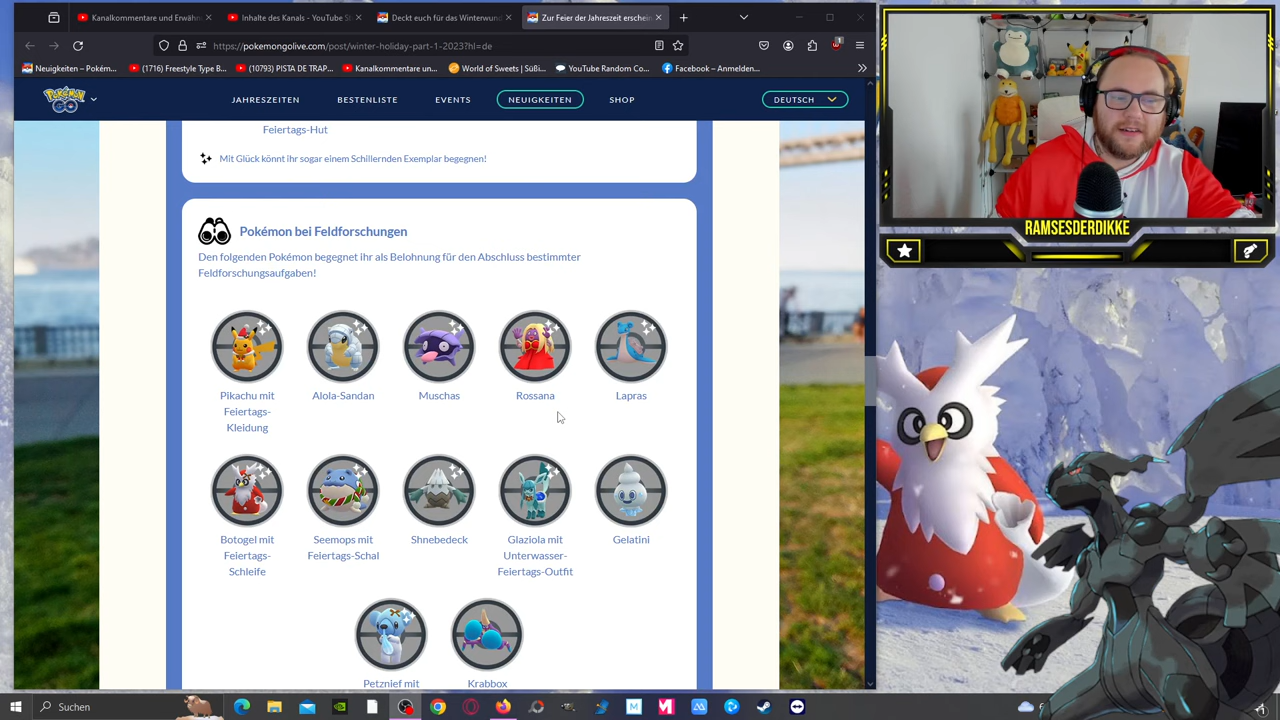 Kanalkommentare und Erwähn
Inhalte des Kanals - YouTube S
Deckt euch für das Winterwund
Zur Feier der Jahreszeit erschein
https://pokemongolive.com/post/winter-holiday-part-1-2023?hl=de
Neuigkeiten – Pokém...
(1716) Freestyle Type B...
(10793) PISTA DE TRAP...
Kanalkommentare un...
World of Sweets | Süßi...
YouTube Random Co...
Facebook – Anmelden...
POKÉMON GO
JAHRESZEITEN
BESTENLISTE
EVENTS
NEUIGKEITEN
SHOP
DEUTSCH
Feiertags-Hut
Mit Glück könnt ihr sogar einem Schillernden Exemplar begegnen!
Pokémon bei Feldforschungen
Den folgenden Pokémon begegnet ihr als Belohnung für den Abschluss bestimmter
Feldforschungsaufgaben!
Pikachu mit
Feiertags-
Kleidung
Alola-Sandan
Muschas
Rossana
Lapras
Botogel mit
Feiertags-
Schleife
Seemops mit
Feiertags-Schal
Shnebedeck
Glaziola mit
Unterwasser-
Feiertags-Outfit
Gelatini
Petznief mit
Krabbox
RAMSESDERDIKKE
Suchen